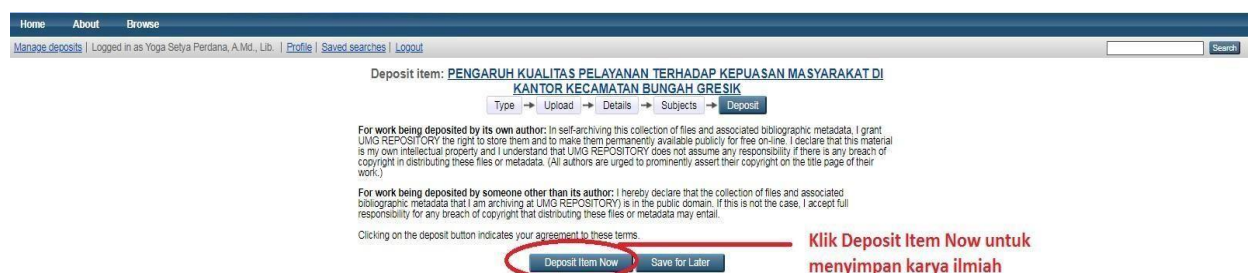 Home About Browse
Manage deposits | Logged in as Yoga Setya Perdana, A.Md., Lib. | Profile | Saved searches | Logout Search
Deposit item: PENGARUH KUALITAS PELAYANAN TERHADAP KEPUASAN MASYARAKAT DI
KANTOR KECAMATAN BUNGAH GRESIK
Type → Upload → Details → Subjects → Deposit
For work being deposited by its own author: In self-archiving this collection of files and associated bibliographic metadata, I grant
UMG REPOSITORY the right to store them and to make them permanently available publicly for free on-line. I declare that this material
is my own intellectual property and I understand that UMG REPOSITORY does not assume any responsibility if there is any breach of
copyright in distributing these files or metadata. (All authors are urged to prominently assert their copyright on the title page of their
work.)
For work being deposited by someone other than its author: I hereby declare that the collection of files and associated
bibliographic metadata that I am archiving at UMG REPOSITORY) is in the public domain. If this is not the case, I accept full
responsibility for any breach of copyright that distributing these files or metadata may entail.
Clicking on the deposit button indicates your agreement to these terms.
Deposit Item Now Save for Later
Klik Deposit Item Now untuk
menyimpan karya ilmiah